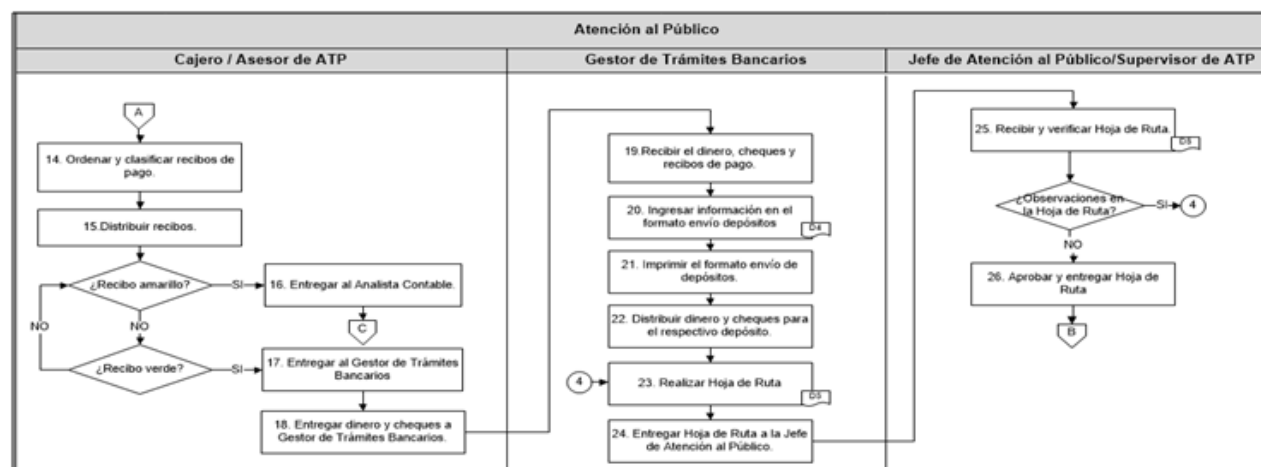 Atención al Público
Cajero / Asesor de ATP
Gestor de Trámites Bancarios
Jefe de Atención al Público/Supervisor de ATP
A
14. Ordenar y clasificar recibos de
pago.
15.Distribuir recibos.
¿Recibo amarillo?
SI
16. Entregar al Analista Contable.
C
NO
NO
¿Recibo verde?
SI
17. Entregar al Gestor de Trámites
Bancarios
18. Entregar dinero y cheques a
Gestor de Trámites Bancarios.
19.Recibir el dinero, cheques y
recibos de pago.
20. Ingresar información en el
formato envío depósitos
D4
21. Imprimir el formato envío de
depósitos.
22. Distribuir dinero y cheques para
el respectivo depósito.
4
23. Realizar Hoja de Ruta
24. Entregar Hoja de Ruta a la Jefe
de Atención al Público.
25. Recibir y verificar Hoja de Ruta.
¿Observaciones en
la Hoja de Ruta?
SI
4
NO
26. Aprobar y entregar Hoja de
Ruta
B